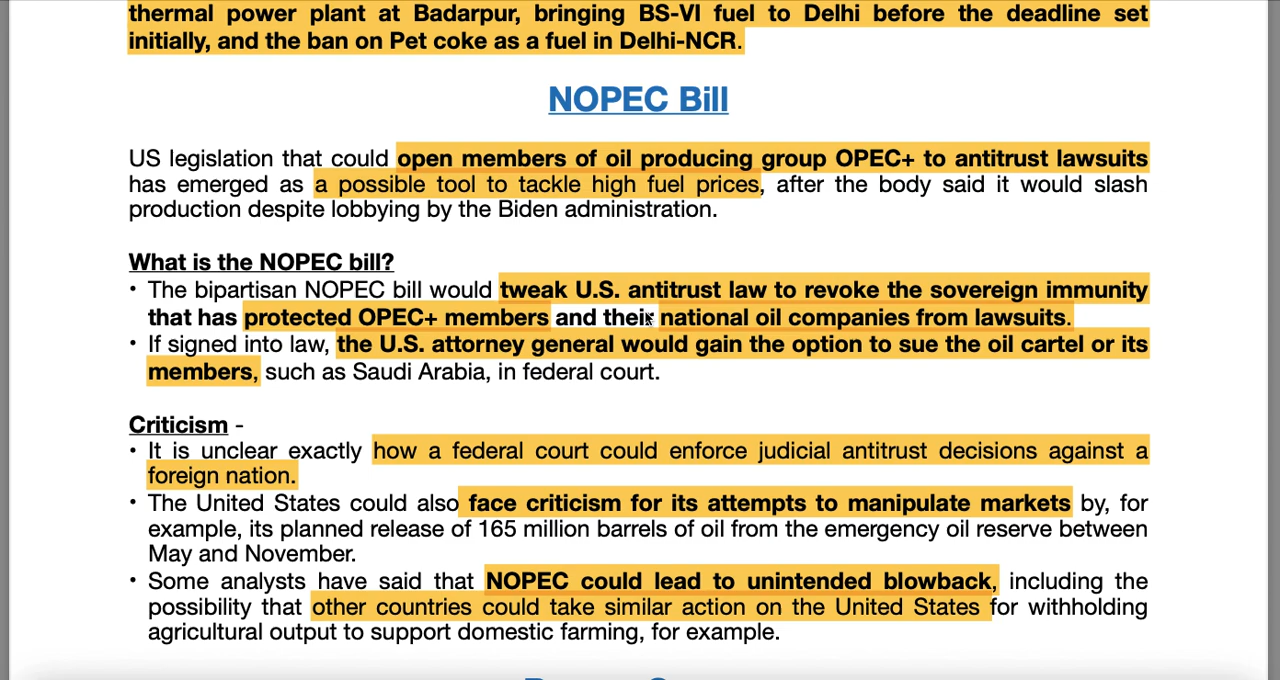 thermal power plant at Badarpur, bringing BS-VI fuel to Delhi before the deadline set
initially, and the ban on Pet coke as a fuel in Delhi-NCR.
NOPEC Bill
US legislation that could open members of oil producing group OPEC+ to antitrust lawsuits
has emerged as a possible tool to tackle high fuel prices, after the body said it would slash
production despite lobbying by the Biden administration.
What is the NOPEC bill?
• The bipartisan NOPEC bill would tweak U.S. antitrust law to revoke the sovereign immunity
that has protected OPEC+ members and their national oil companies from lawsuits.
• If signed into law, the U.S. attorney general would gain the option to sue the oil cartel or its
members, such as Saudi Arabia, in federal court.
Criticism -
• It is unclear exactly how a federal court could enforce judicial antitrust decisions against a
foreign nation.
• The United States could also face criticism for its attempts to manipulate markets by, for
example, its planned release of 165 million barrels of oil from the emergency oil reserve between
May and November.
• Some analysts have said that NOPEC could lead to unintended blowback, including the
possibility that other countries could take similar action on the United States for withholding
agricultural output to support domestic farming, for example.